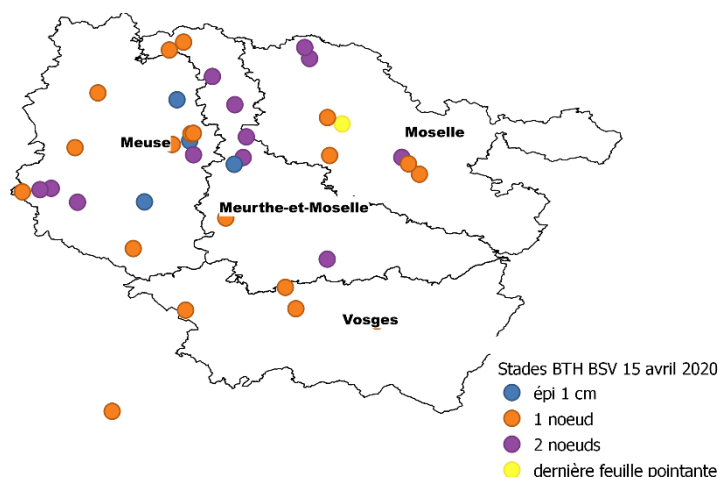 Meuse
Moselle
Meurthe-et-Moselle
Vosges
Stades BTH BSV 15 avril 2020
épi 1 cm
1 noeud
2 noeuds
dernière feuille pointante